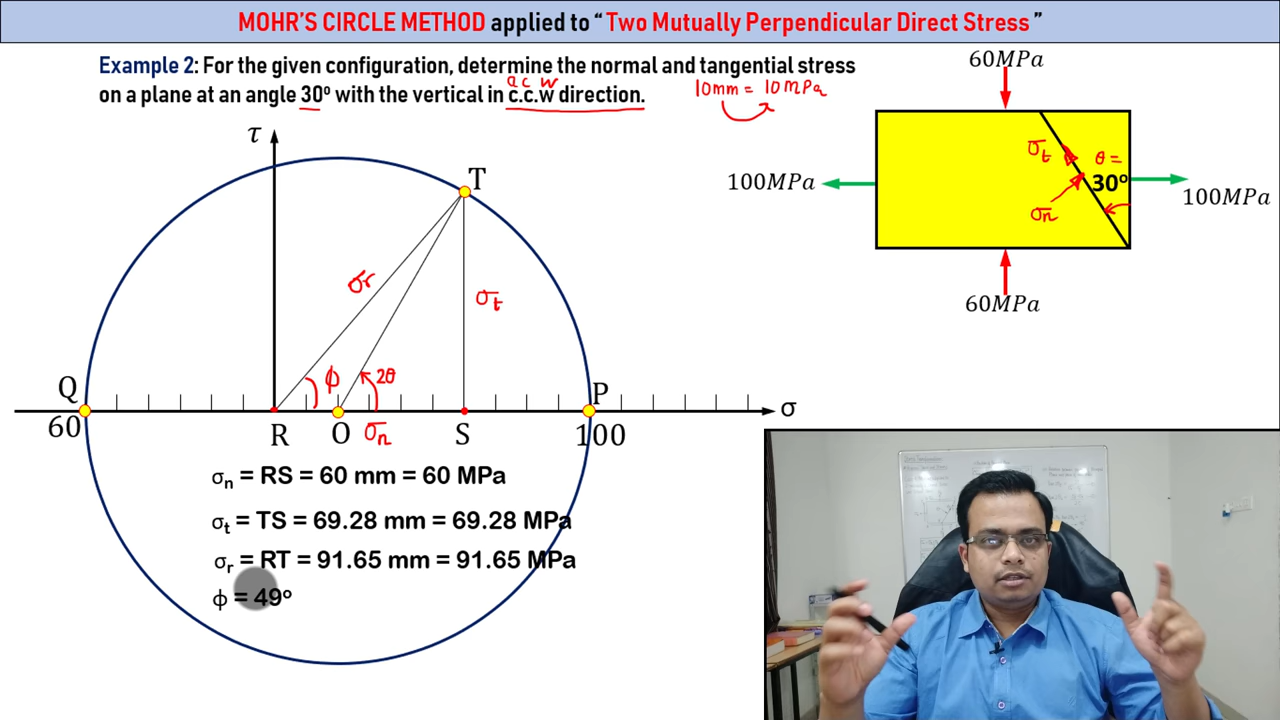 MOHR'S CIRCLE METHOD applied to “ Two Mutually Perpendicular Direct Stress ”
Example 2: For the given configuration, determine the normal and tangential stress
on a plane at an angle 30º with the vertical in c.c.w direction.
a c w
10mm = 10MPa
60MPa
100MPa
σt
θ =
30º
σn
100MPa
60MPa
τ
T
σr
σt
ϕ
2θ
Q
P
σ
60
R
O
σn
S
100
σn = RS = 60 mm = 60 MPa
σt = TS = 69.28 mm = 69.28 MPa
σr = RT = 91.65 mm = 91.65 MPa
ϕ = 49º